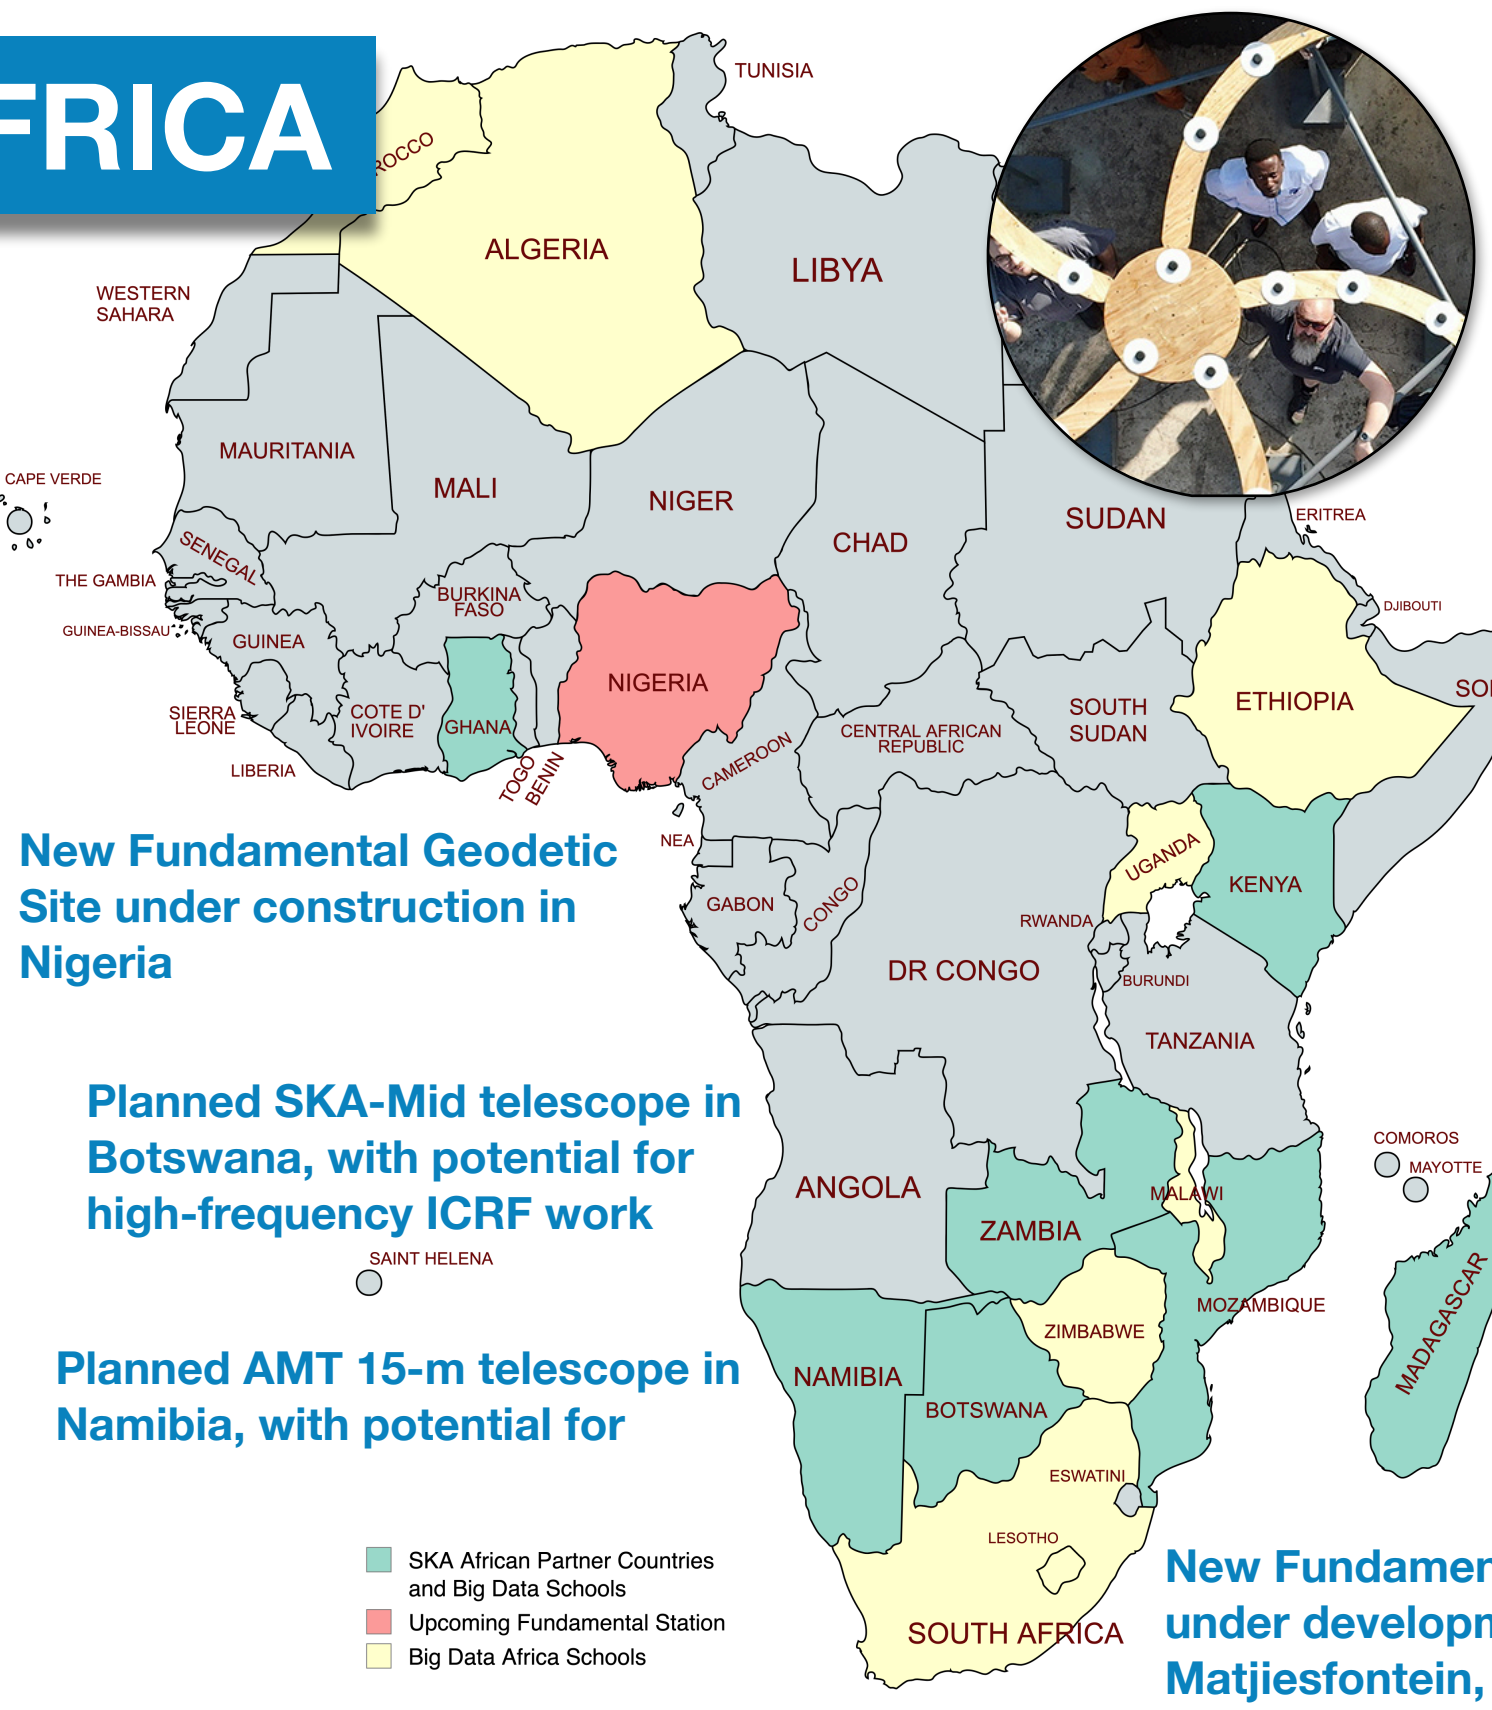 FRICA
TUNISIA
ROCCO
ALGERIA
LIBYA
WESTERN
SAHARA
MAURITANIA
CAPE VERDE
MALI
NIGER
CHAD
SUDAN
ERITREA
SENEGAL
THE GAMBIA
BURKINA
FASO
DJIBOUTI
GUINEA-BISSAU
GUINEA
NIGERIA
SOUTH
SUDAN
ETHIOPIA
SOI
SIERRA
LEONE
COTE D'
IVOIRE
GHANA
CENTRAL AFRICAN
REPUBLIC
LIBERIA
TOGO
BENIN
CAMEROON
New Fundamental Geodetic
Site under construction in
Nigeria
NEA
UGANDA
KENYA
GABON
CONGO
RWANDA
DR CONGO
BURUNDI
TANZANIA
Planned SKA-Mid telescope in
Botswana, with potential for
high-frequency ICRF work
COMOROS
MAYOTTE
ANGOLA
MALAWI
ZAMBIA
SAINT HELENA
MOZAMBIQUE
MADAGASCAR
ZIMBABWE
Planned AMT 15-m telescope in
Namibia, with potential for
NAMIBIA
BOTSWANA
ESWATINI
LESOTHO
SOUTH AFRICA
SKA African Partner Countries
and Big Data Schools
Upcoming Fundamental Station
Big Data Africa Schools
New Fundamen
under developm
Matjiesfontein,